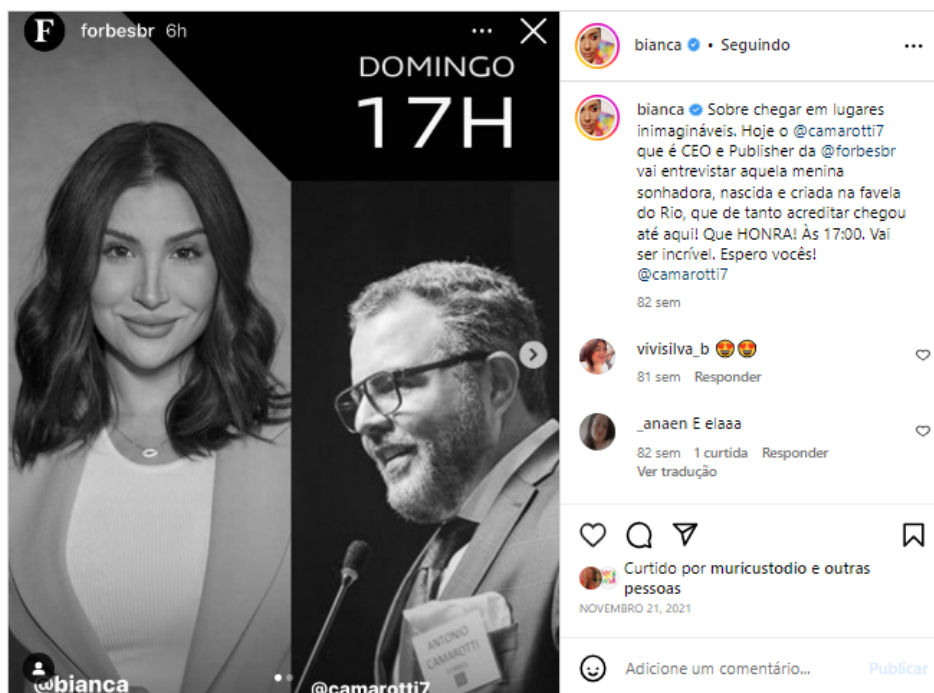 F forbesbr 6h
DOMINGO
17H
@bianca
@camarotti7
ANTONIO
CAMAROTTI
FORBES
bianca • Seguindo
bianca Sobre chegar em lugares
inimagináveis. Hoje o @camarotti7
que é CEO e Publisher da @forbesbr
vai entrevistar aquela menina
sonhadora, nascida e criada na favela
do Rio, que de tanto acreditar chegou
até aqui! Que HONRA! Às 17:00. Vai
ser incrível. Espero vocês!
@camarotti7
82 sem
vivisilva_b 🤩🤩
81 sem Responder
_anaen E elaaa
82 sem 1 curtida Responder
Ver tradução
Curtido por muricustodio e outras
pessoas
NOVEMBRO 21, 2021
Adicione um comentário... Publicar